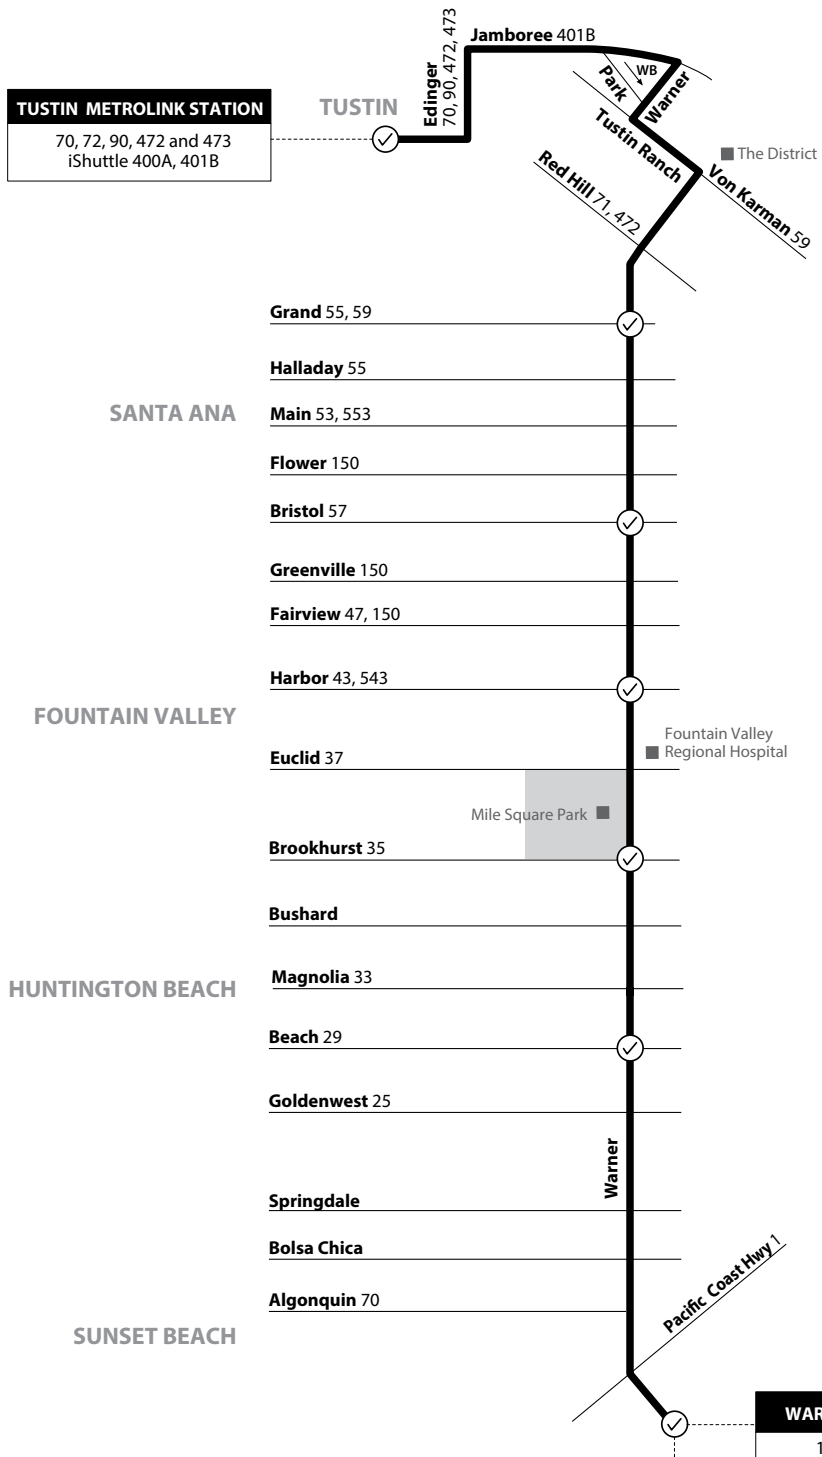 Jamboree 401B
Edinger
70, 90, 472, 473
WB
Park
Warner
TUSTIN METROLINK STATION
70, 72, 90, 472 and 473
iShuttle 400A, 401B
TUSTIN
Tustin Ranch
The District
Von Karman 59
Red Hill 71, 472
Grand 55, 59
Halladay 55
SANTA ANA
Main 53, 553
Flower 150
Bristol 57
Greenville 150
Fairview 47, 150
Harbor 43, 543
FOUNTAIN VALLEY
Fountain Valley
Regional Hospital
Euclid 37
Mile Square Park
Brookhurst 35
Bushard
HUNTINGTON BEACH
Magnolia 33
Beach 29
Goldenwest 25
Warner
Springdale
Bolsa Chica
Pacific Coast Hwy 1
Algonquin 70
SUNSET BEACH
WAR
1